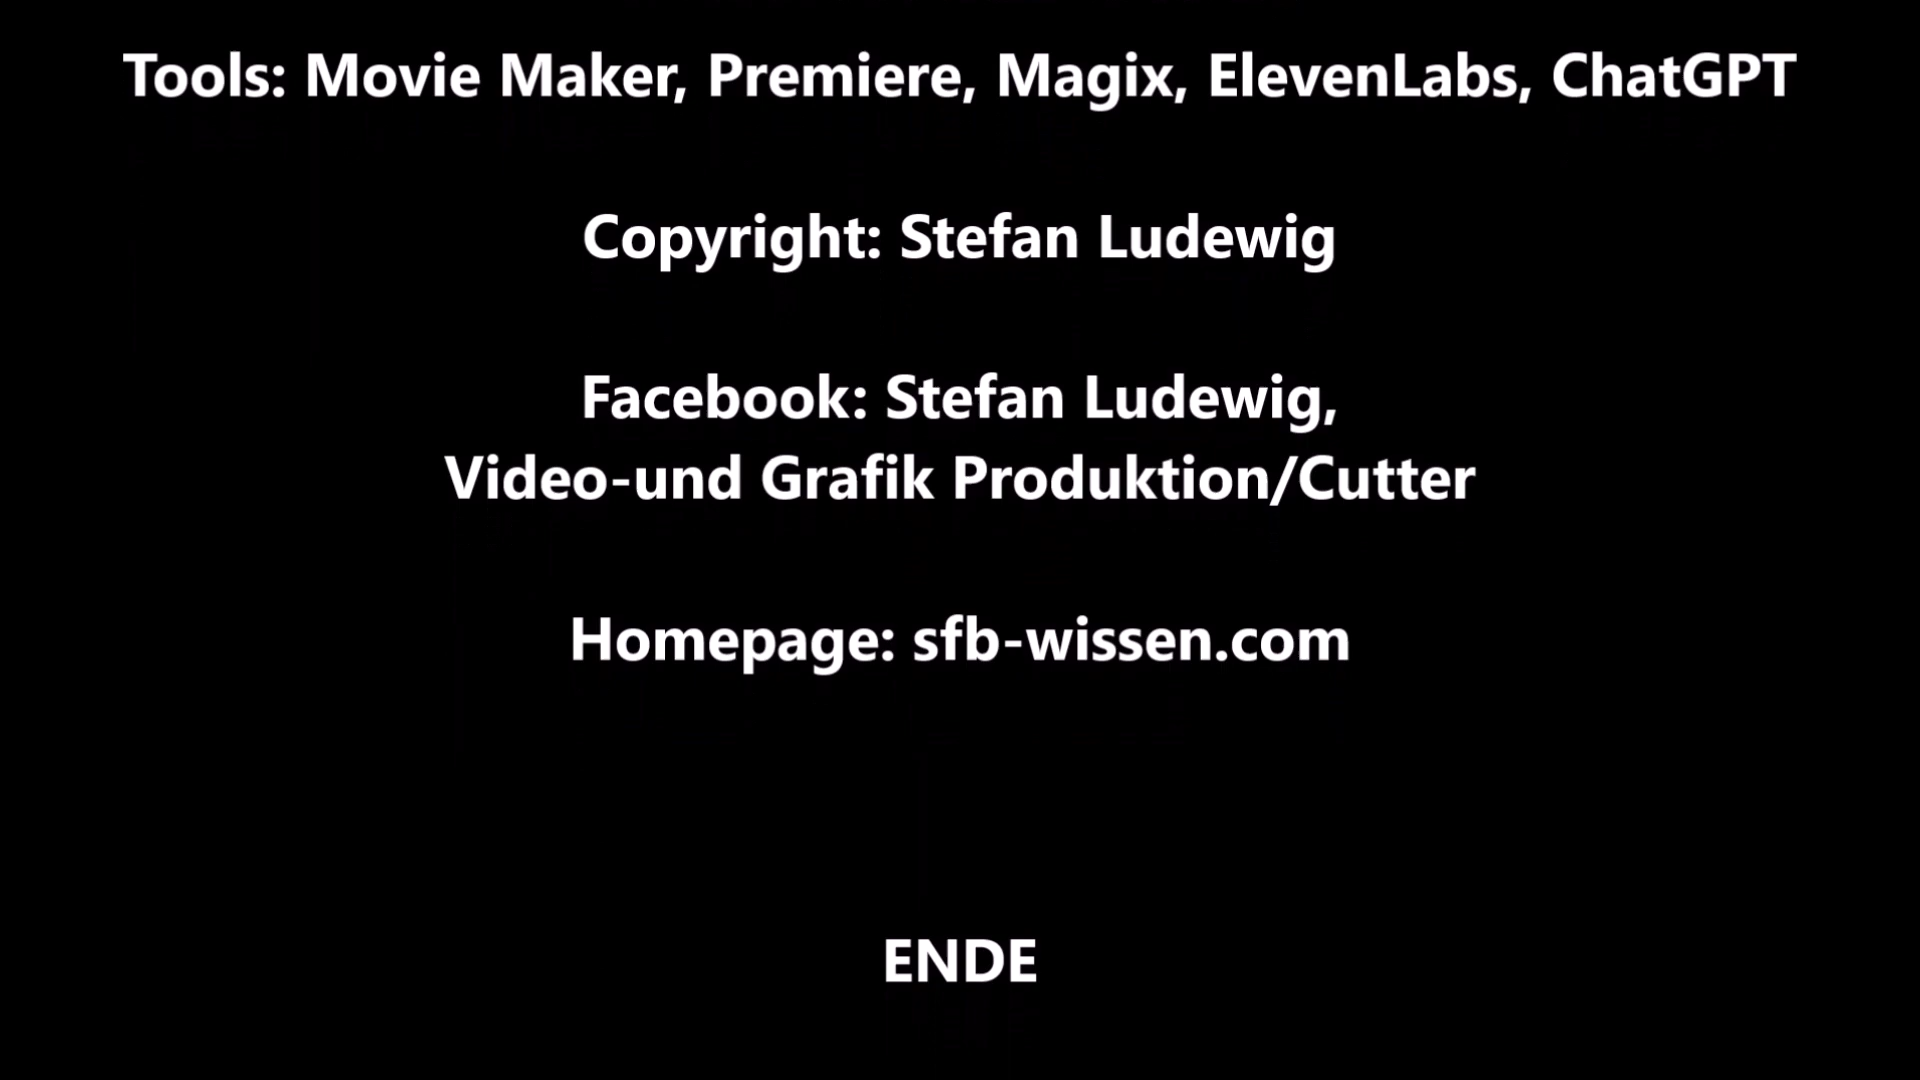 Tools: Movie Maker, Premiere, Magix, ElevenLabs, ChatGPT
Copyright: Stefan Ludewig
Facebook: Stefan Ludewig,
Video-und Grafik Produktion/Cutter
Homepage: sfb-wissen.com
ENDE